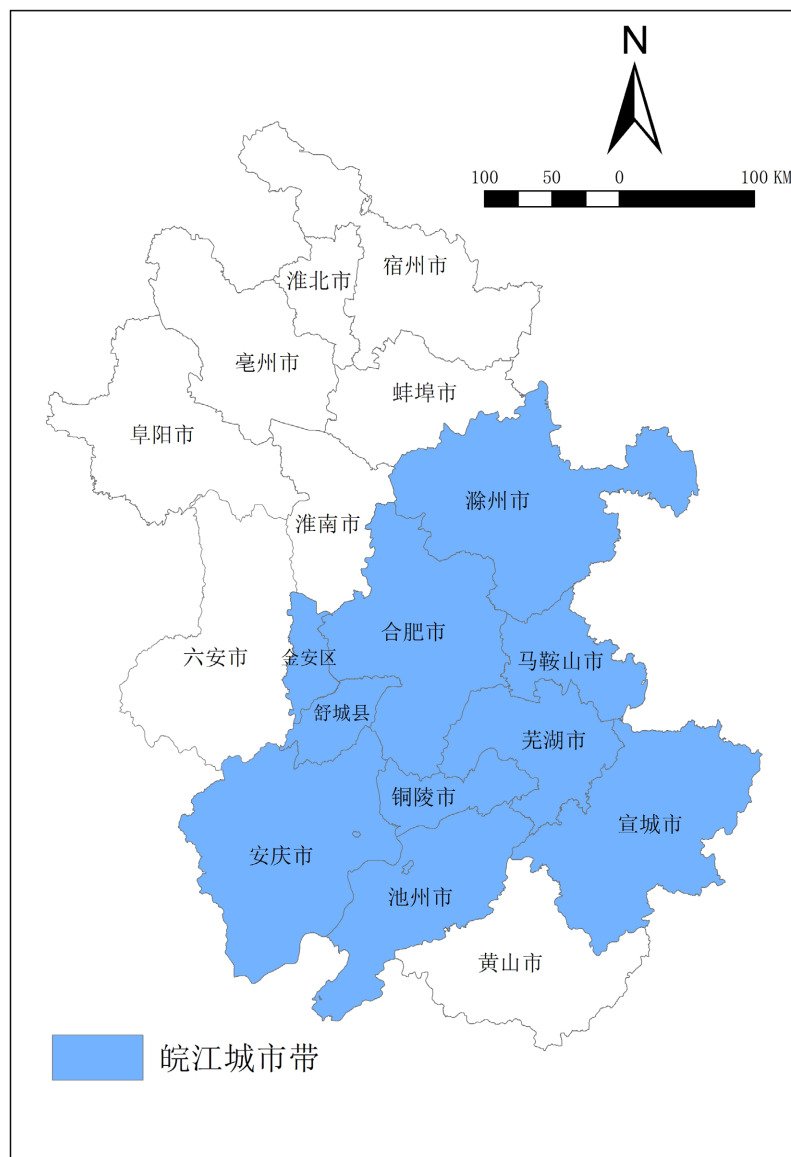 N
100 50 0 100 KM
宿州市
淮北市
亳州市
蚌埠市
阜阳市
滁州市
淮南市
合肥市
六安市
金安区
马鞍山市
舒城县
芜湖市
铜陵市
宣城市
安庆市
池州市
黄山市
皖江城市带